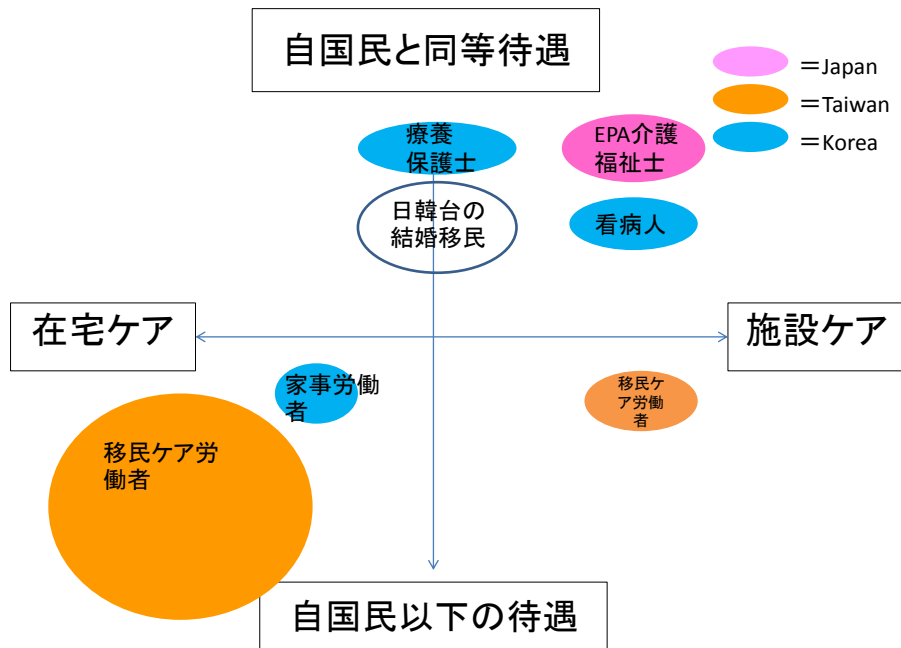 自国民と同等待遇
＝Japan
＝Taiwan
＝Korea
療養
保護士
EPA介護
福祉士
日韓台の
結婚移民
看病人
在宅ケア
施設ケア
家事労働
者
移民ケ
ア労働
者
移民ケア労
働者
自国民以下の待遇